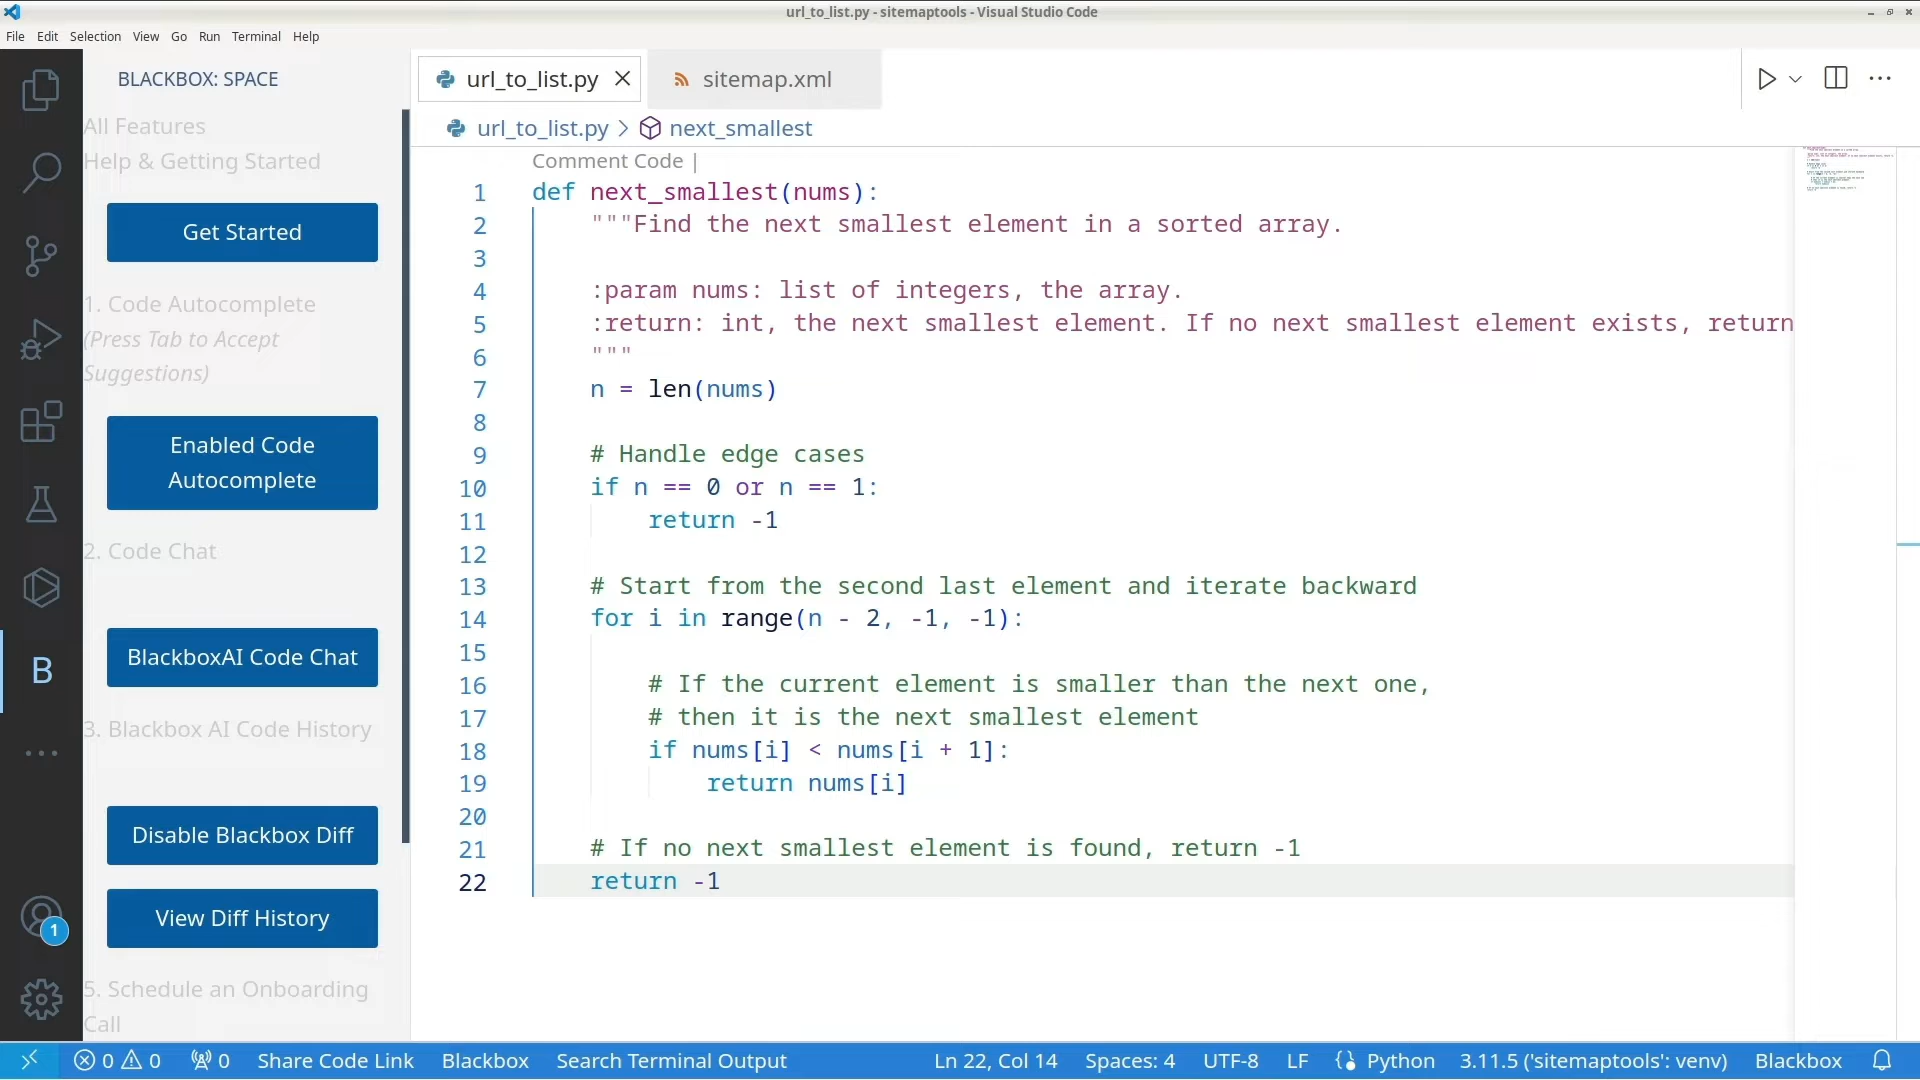 url_to_list.py - sitemaptools - Visual Studio Code
File Edit Selection View Go Run Terminal Help
BLACKBOX: SPACE
All Features
Help & Getting Started
Get Started
1. Code Autocomplete
(Press Tab to Accept
Suggestions)
Enabled Code
Autocomplete
2. Code Chat
BlackboxAI Code Chat
3. Blackbox AI Code History
Disable Blackbox Diff
View Diff History
5. Schedule an Onboarding
Call
B
1
url_to_list.py
sitemap.xml
url_to_list.py > next_smallest
Comment Code |
1 def next_smallest(nums):
2 """Find the next smallest element in a sorted array.
3
4 :param nums: list of integers, the array.
5 :return: int, the next smallest element. If no next smallest element exists, return
6 """
7 n = len(nums)
8
9 # Handle edge cases
10 if n == 0 or n == 1:
11 return -1
12
13 # Start from the second last element and iterate backward
14 for i in range(n - 2, -1, -1):
15
16 # If the current element is smaller than the next one,
17 # then it is the next smallest element
18 if nums[i] < nums[i + 1]:
19 return nums[i]
20
21 # If no next smallest element is found, return -1
22 return -1
0 0 0 Share Code Link Blackbox Search Terminal Output Ln 22, Col 14 Spaces: 4 UTF-8 LF Python 3.11.5 ('sitemaptools': venv) Blackbox